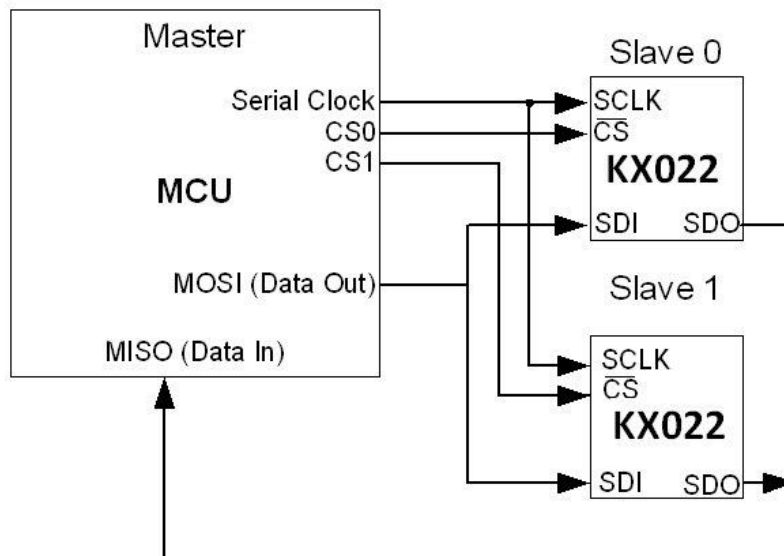 Master
Serial Clock
CS0
CS1
MCU
MOSI (Data Out)
MISO (Data In)
Slave 0
SCLK
CS
KX022
SDI SDO
Slave 1
SCLK
CS
KX022
SDI SDO